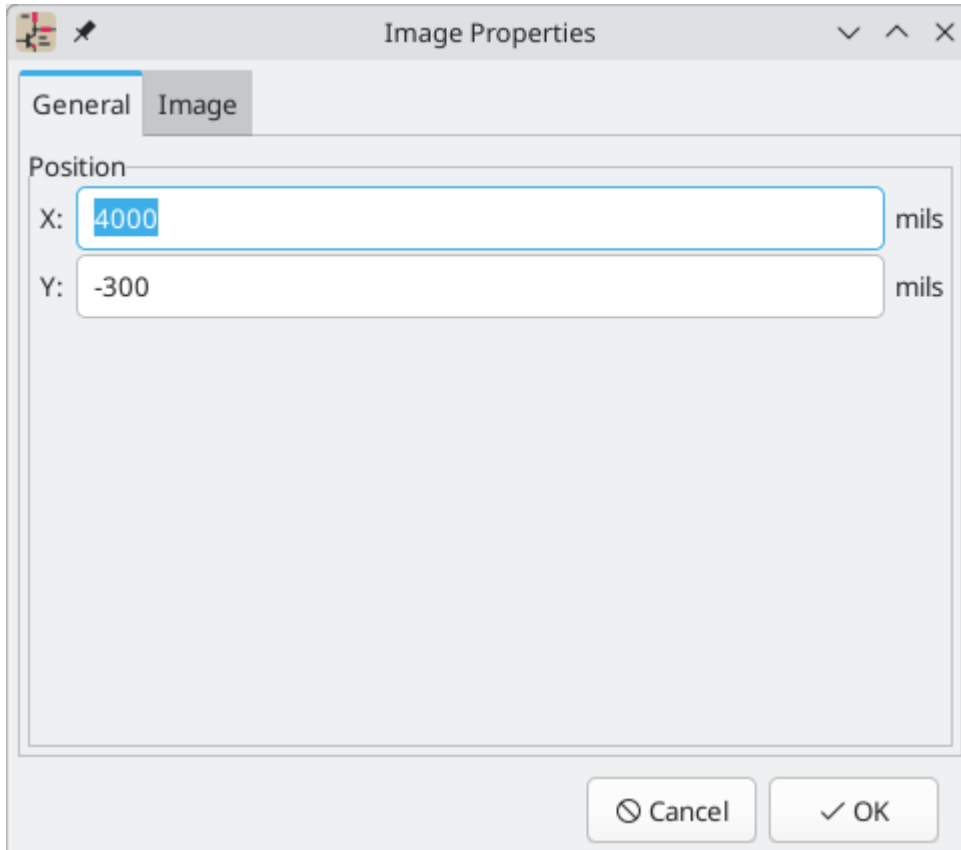 Image Properties
General Image
Position
X: 4000 mils
Y: -300 mils
Cancel OK